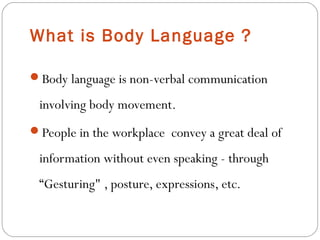 What is Body Language ?
Body language is non-verbal communication
involving body movement.
People in the workplace convey a great deal of
information without even speaking - through
“Gesturing" , posture, expressions, etc.